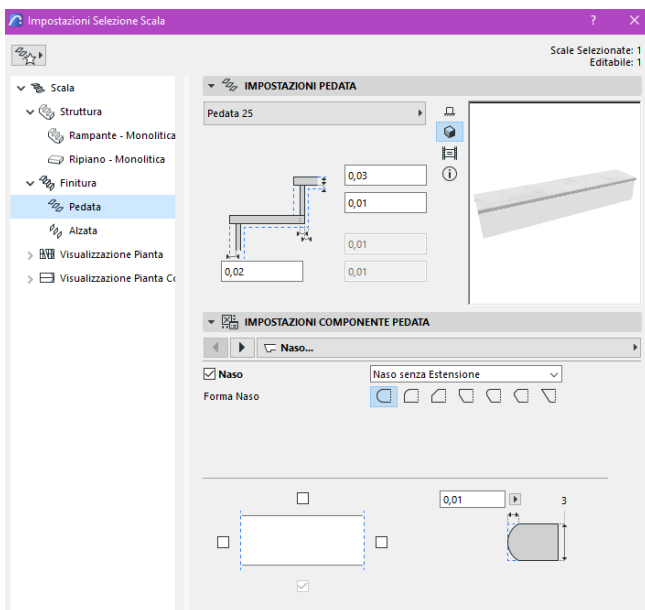 Impostazioni Selezione Scala
Scale Selezionate: 1
Editabile: 1
Scala
Struttura
Rampante - Monolitica
Ripiano - Monolitica
Finitura
Pedata
Alzata
Visualizzazione Pianta
Visualizzazione Pianta Co
IMPOSTAZIONI PEDATA
Pedata 25
0,03
0,01
0,01
0,02
0,01
IMPOSTAZIONI COMPONENTE PEDATA
Naso...
Naso
Naso senza Estensione
Forma Naso
0,01
3